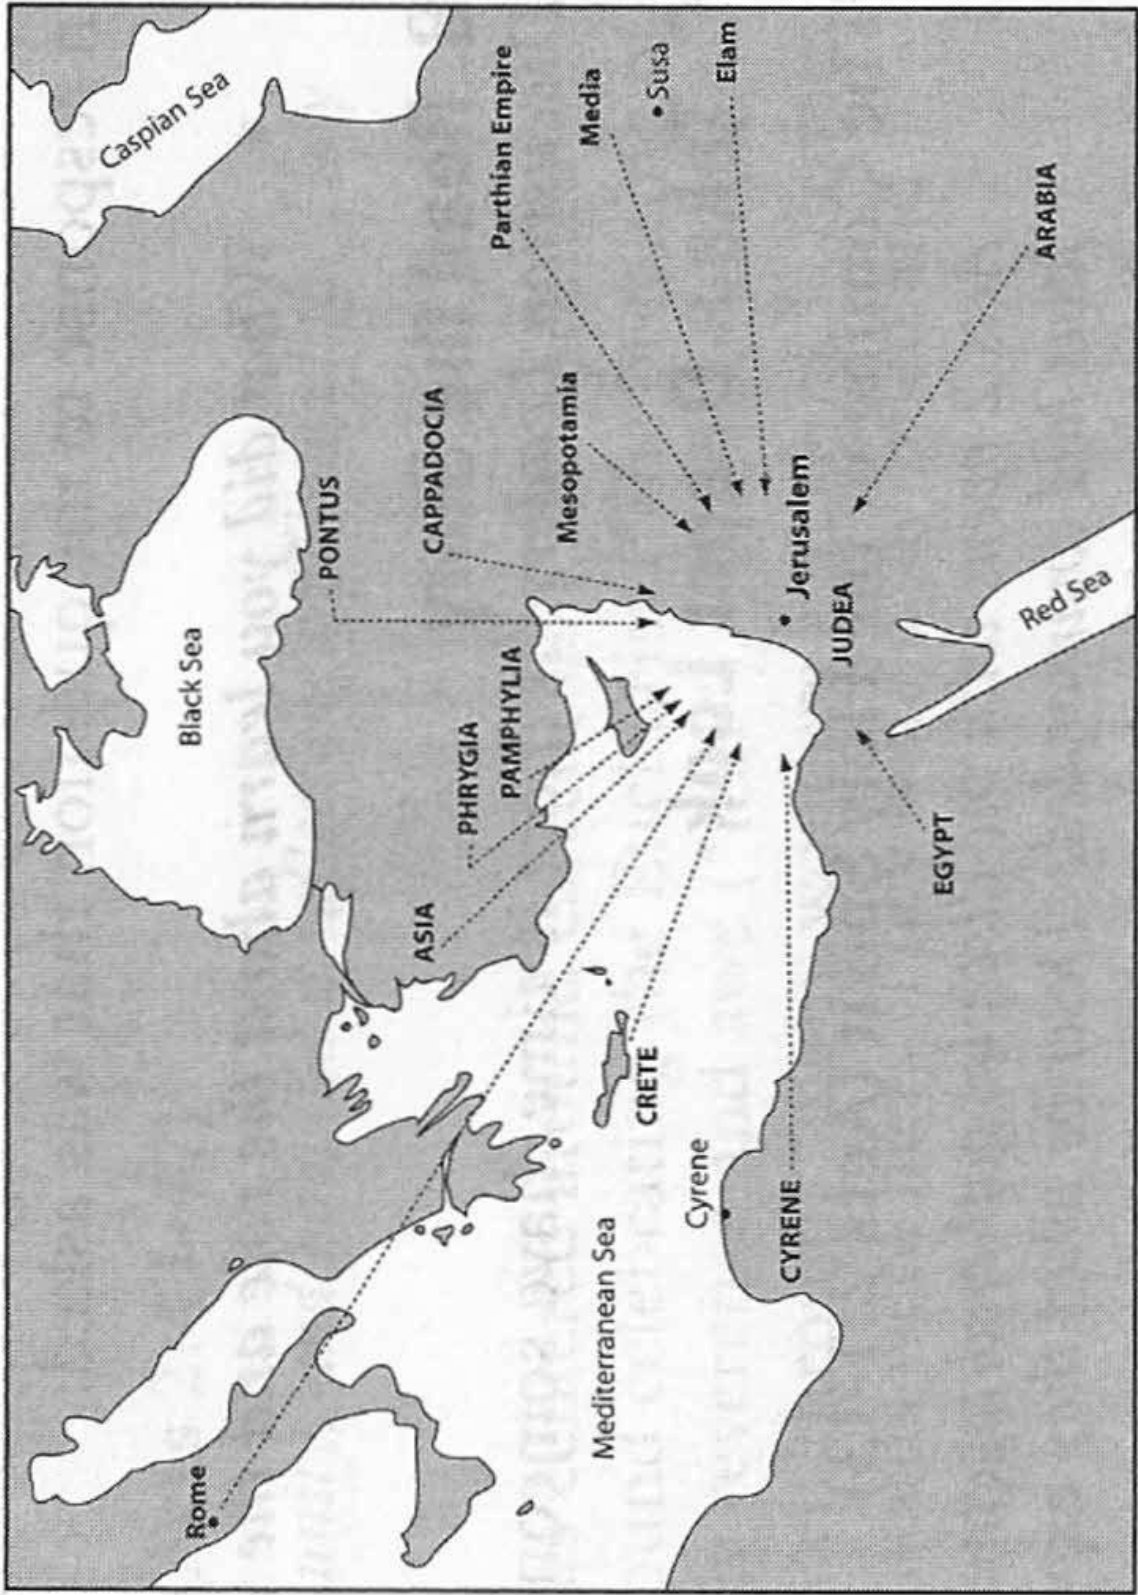 Caspian Sea
Black Sea
Parthian Empire
Media
Susa
Elam
PONTUS
CAPPADOCIA
Mesopotamia
ARABIA
PHRYGIA
PAMPHYLIA
ASIA
Jerusalem
JUDEA
Red Sea
EGYPT
Rome
CRETE
Cyrene
CYRENE
Mediterranean Sea